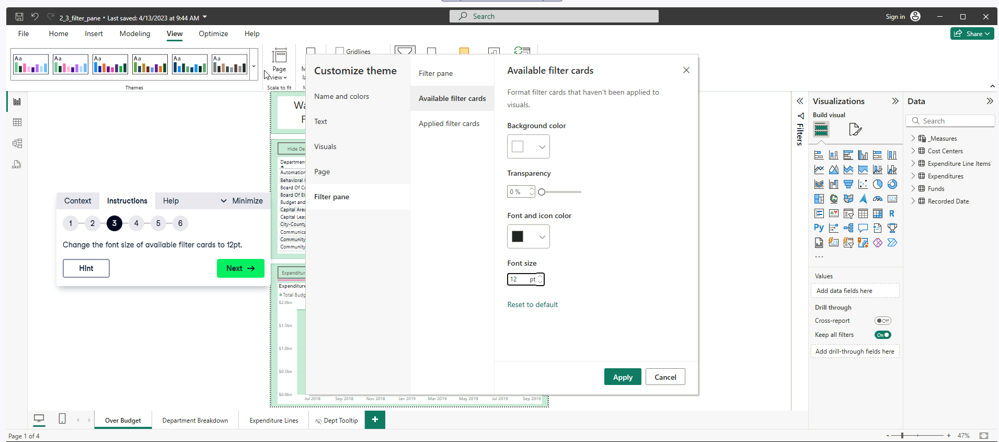 2_3_filter_pane • Last saved: 4/13/2023 at 9:44 AM
Search
Sign in
File
Home
Insert
View
Modeling
Optimize
Help
Share
Aa
Aa
Aa
Aa
Aa
Aa
Themes
Page
view
Scale to fit
Gridlines
Customize theme
Name and colors
Text
Visuals
Page
Filter pane
Filter pane
Available filter cards
Applied filter cards
Available filter cards
Format filter cards that haven't been applied to
visuals.
Background color
Transparency
0 %
Font and icon color
Font size
12 pt
Reset to default
Apply
Cancel
Context
Instructions
Help
Minimize
1
2
3
4
5
6
Change the font size of available filter cards to 12pt.
Hint
Next
Hide De
Department
Automation
Behavioral
Board Of Co
Board Of El
Budget and
Capital Area
Capital Leas
City-County
Communica
Community
Community
Expenditur
Expenditure
Total Budg
$2.0bn
$1.5bn
$1.0bn
$0.5bn
$0.0bn
Jul 2018
Sep 2018
Nov 2018
Jan 2019
Mar 2019
May 2019
Jul 2019
Sep 2019
Filters
Visualizations
Build visual
123
R
Py
Values
Add data fields here
Drill through
Cross-report
Off
Keep all filters
On
Add drill-through fields here
Data
Search
_Measures
Cost Centers
Expenditure Line Items
Expenditures
Funds
Recorded Date
Over Budget
Department Breakdown
Expenditure Lines
Dept Tooltip
+
Page 1 of 4
- + 47%